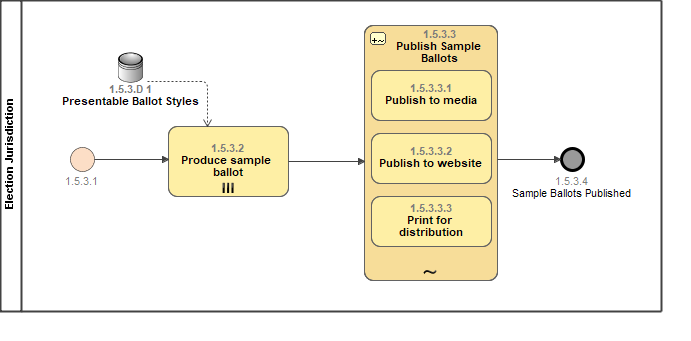 Election Jurisdiction
1.5.3.D 1
Presentable Ballot Styles
1.5.3.1
1.5.3.2
Produce sample
ballot
1.5.3.3
Publish Sample
Ballots
1.5.3.3.1
Publish to media
1.5.3.3.2
Publish to website
1.5.3.3.3
Print for
distribution
1.5.3.4
Sample Ballots Published